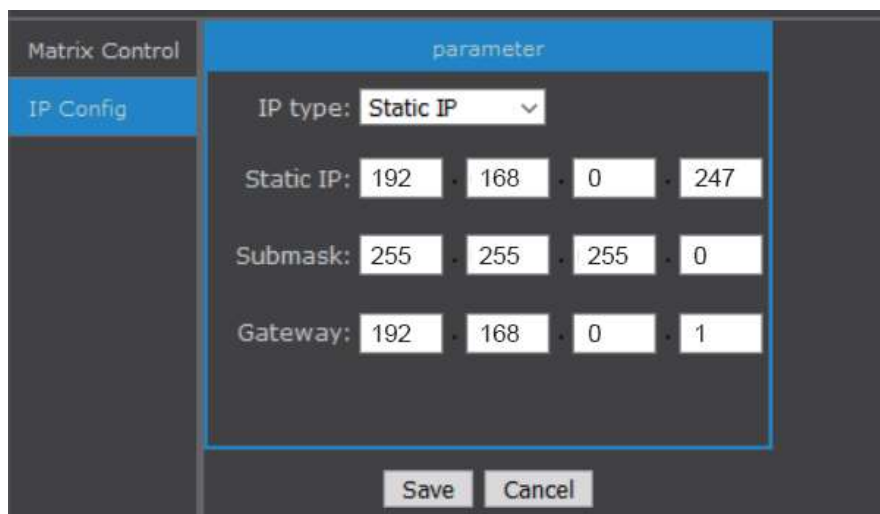 Matrix Control
IP Config
parameter
IP type: Static IP
Static IP: 192 . 168 . 0 . 247
Submask: 255 . 255 . 255 . 0
Gateway: 192 . 168 . 0 . 1
Save Cancel